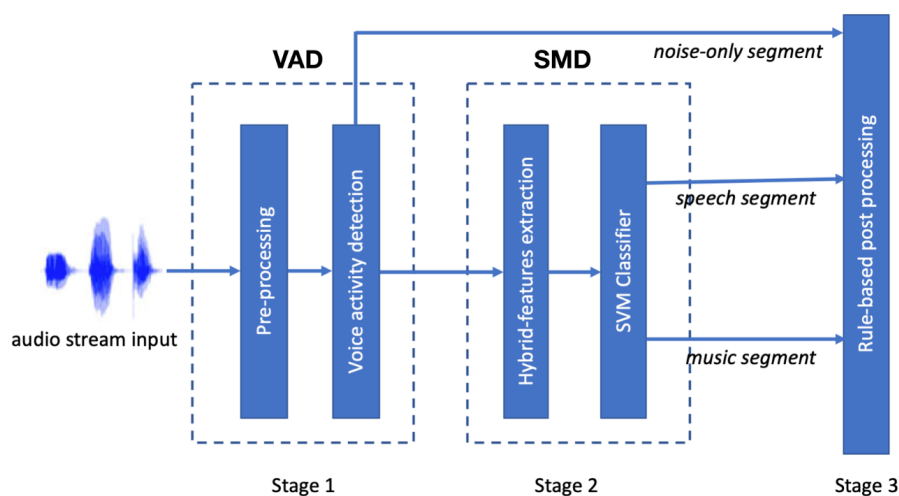 VAD
SMD
noise-only segment
Pre-processing
Voice activity detection
Hybrid-features extraction
SVM Classifier
speech segment
music segment
Rule-based post processing
audio stream input
Stage 1
Stage 2
Stage 3